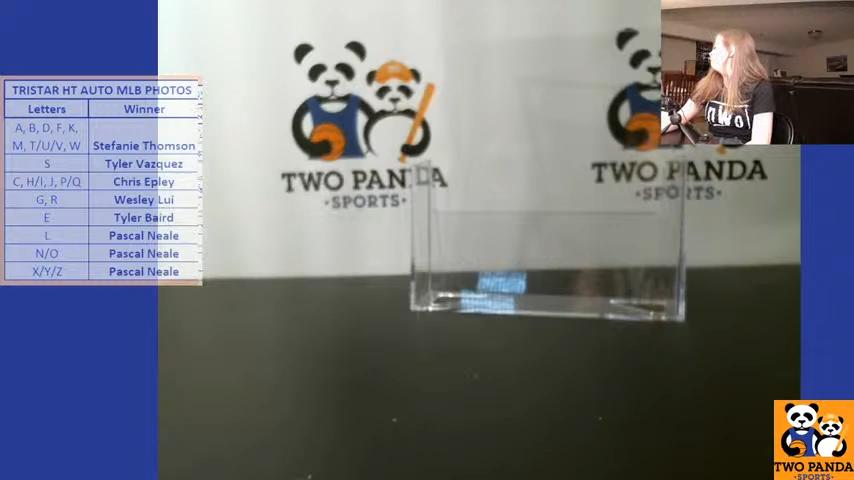 TRISTAR HT AUTO MLB PHOTOS
Letters Winner
A, B, D, F, K,
M, T/U/V, W Stefanie Thomson
S Tyler Vazquez
C, H/I, J, P/Q Chris Epley
G, R Wesley Lui
E Tyler Baird
L Pascal Neale
N/O Pascal Neale
X/Y/Z Pascal Neale
TWO PANDA
·SPORTS·
TWO PANDA
·SPORTS·
nWo
TWO PANDA
·SPORTS·